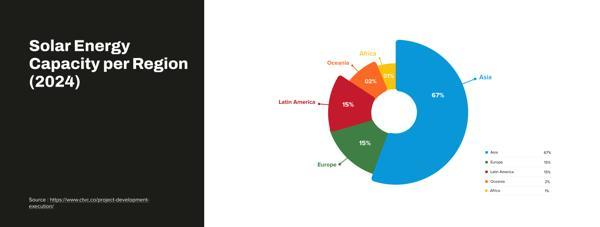 Solar Energy
Capacity per Region
(2024)
Source : https://www.ctvc.co/project-development-
execution/
Africa
Oceania
Asia
01%
02%
67%
Latin America
15%
15%
Europe
Asia 67%
Europe 15%
Latin America 15%
Oceania 2%
Africa 1%